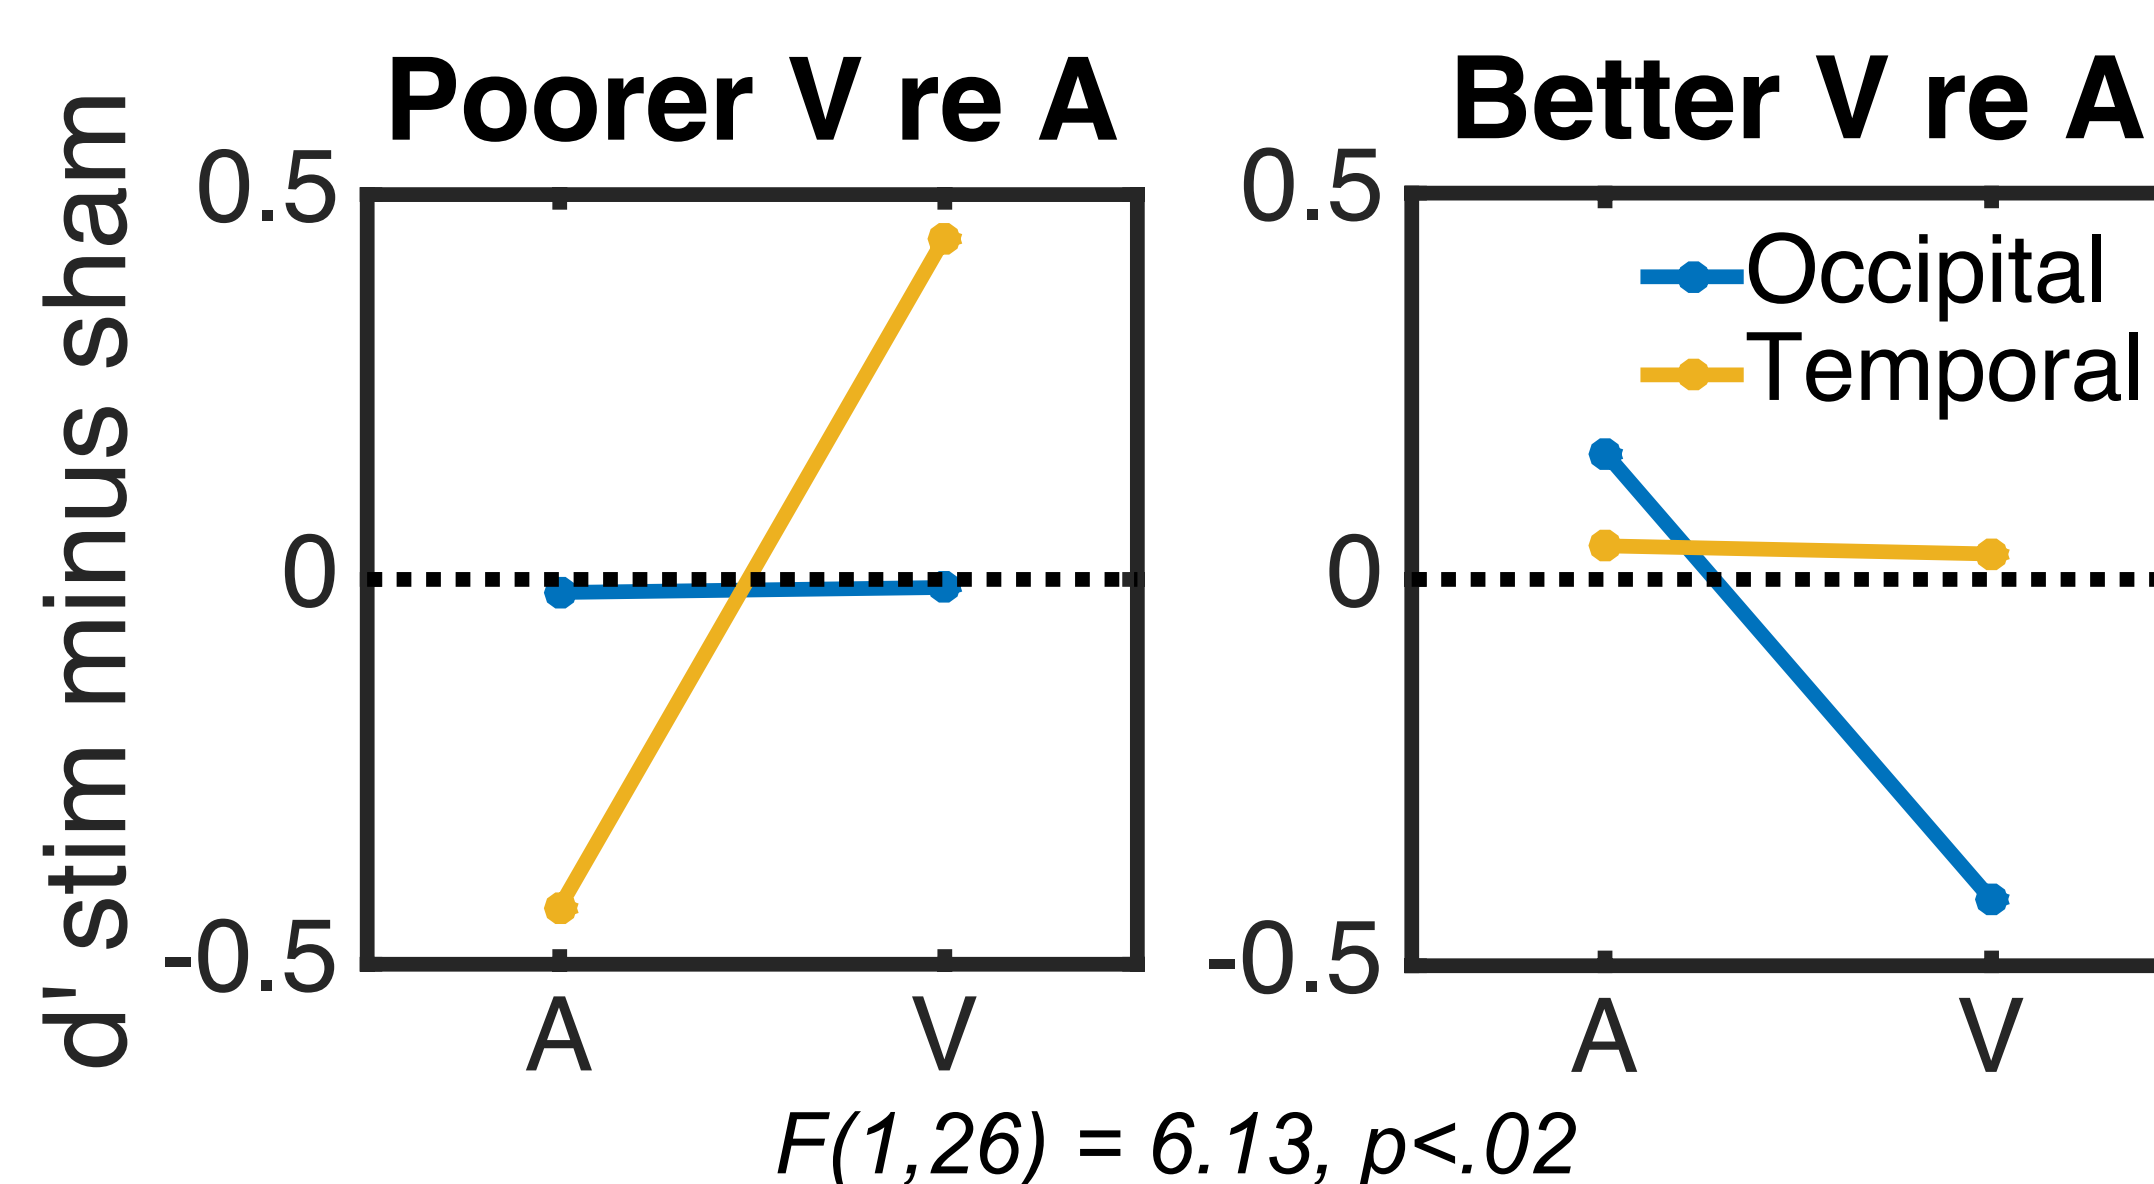 Poorer V re A
Better V re A
d' stim minus sham
0.5
0
-0.5
A V
0.5
0
-0.5
A V
Occipital
Temporal
F(1,26) = 6.13, p<.02